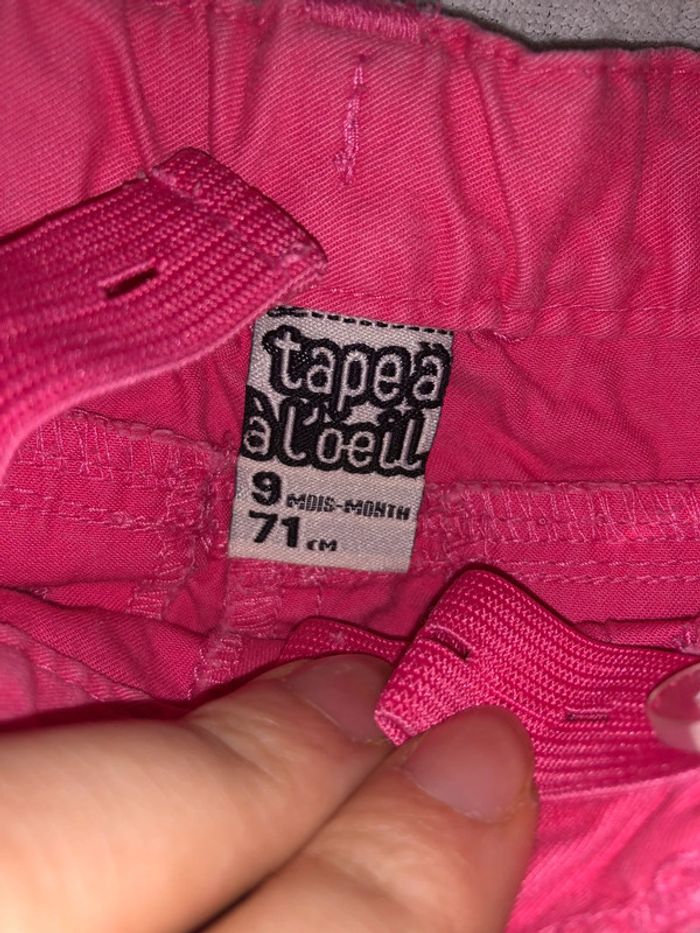 tape à
à l'oeil
9 MOIS-MONTH
71 CM